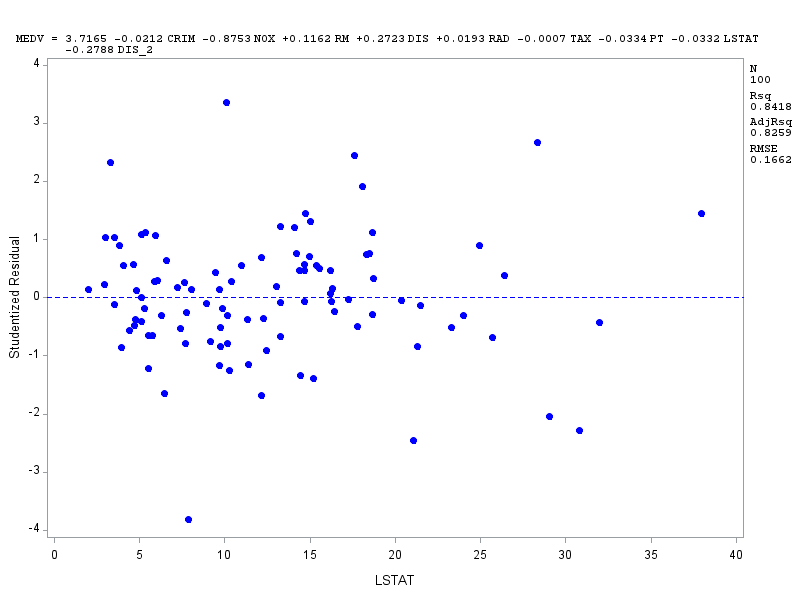 MEDV = 3.7165 -0.0212 CRIM -0.8753 NOX +0.1162 RM +0.2723 DIS +0.0193 RAD -0.0007 TAX -0.0334 PT -0.0332 LSTAT
-0.2788 DIS_2
N
100
Rsq
0.8418
AdjRsq
0.8259
RMSE
0.1662
4
3
2
1
0
-1
-2
-3
-4
Studentized Residual
0 5 10 15 20 25 30 35 40
LSTAT